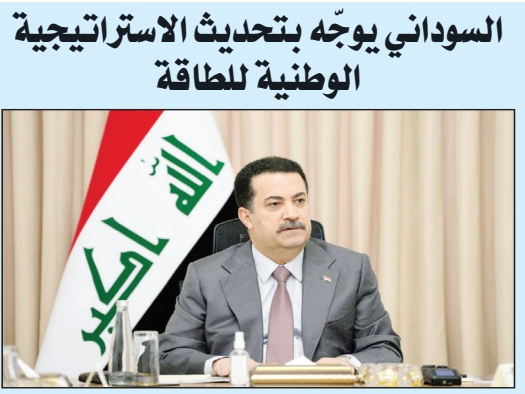 السوداني يوجّه بتحديث الاستراتيجية
الوطنية للطاقة
الله اكبر